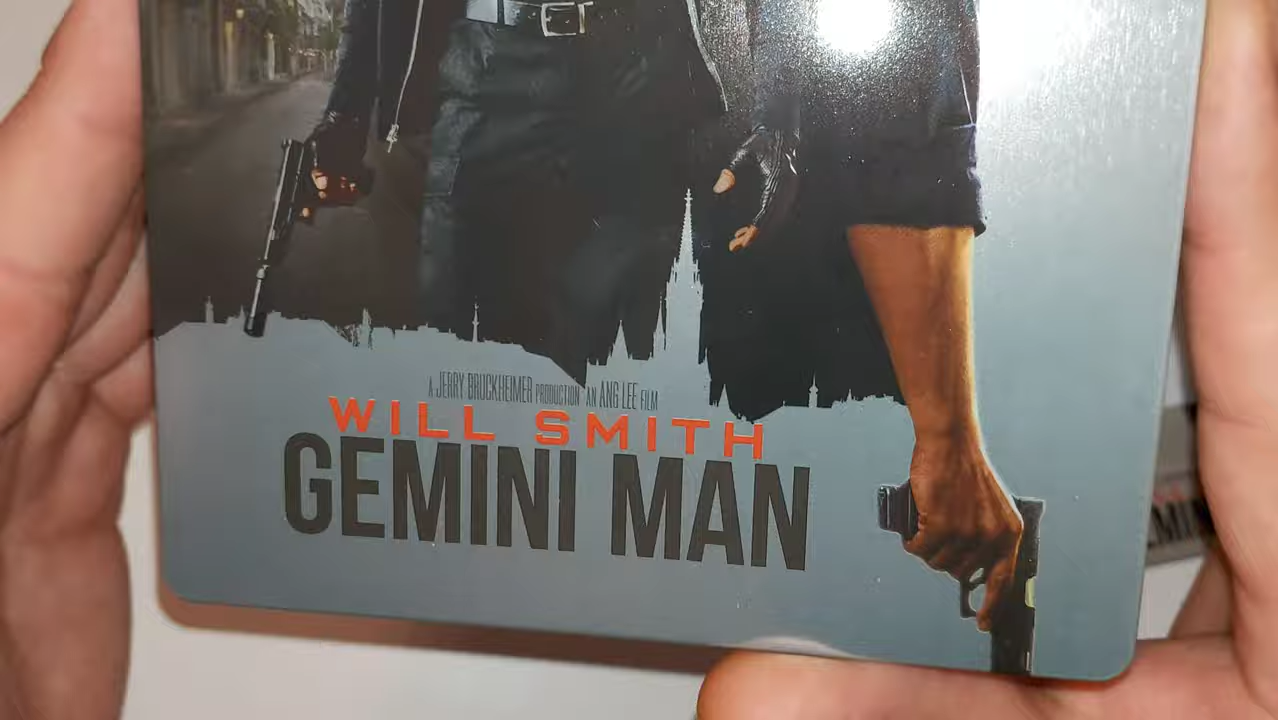 A JERRY BRUCKHEIMER PRODUCTION AN ANG LEE FILM
WILL SMITH
GEMINI MAN